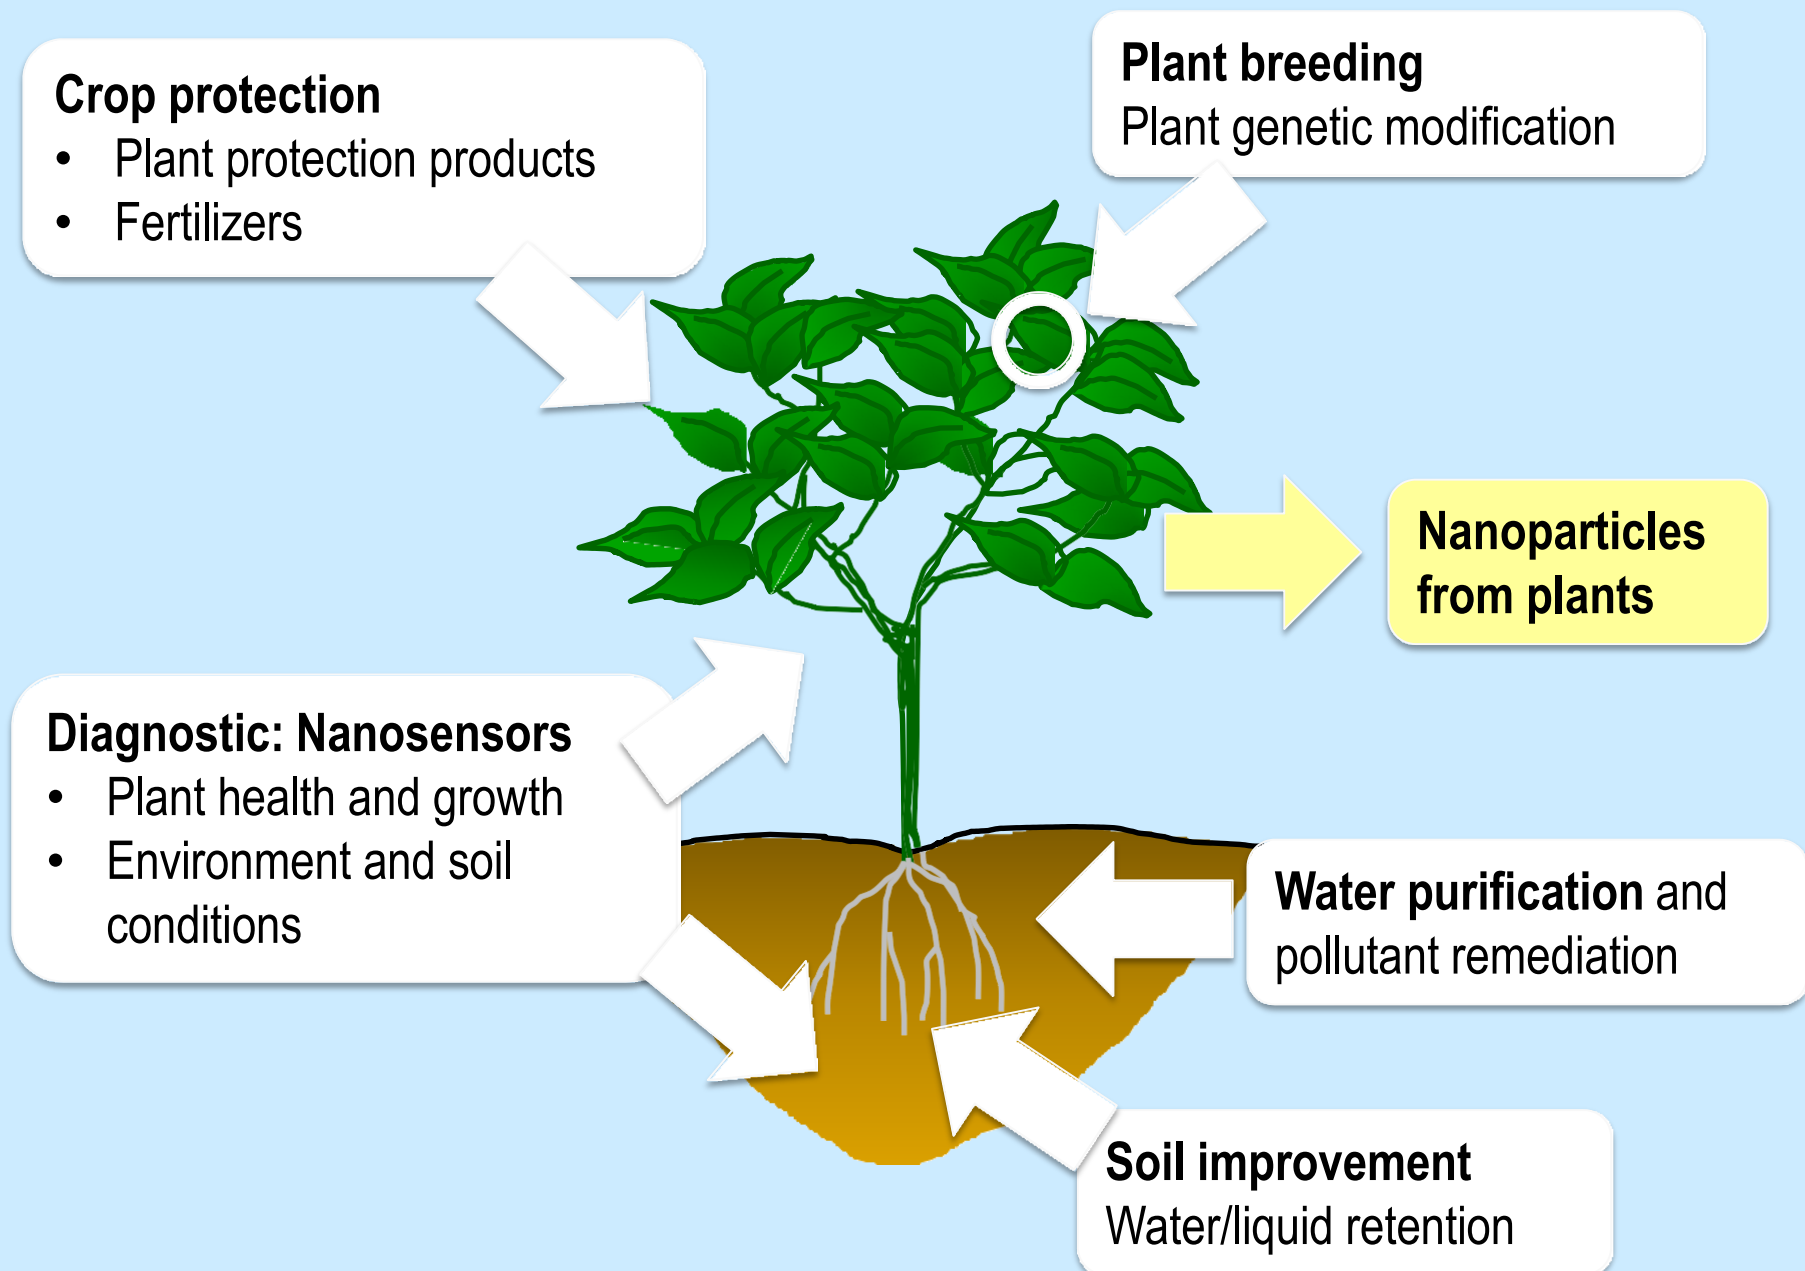 Crop protection
• Plant protection products
• Fertilizers
Plant breeding
Plant genetic modification
Nanoparticles
from plants
Diagnostic: Nanosensors
• Plant health and growth
• Environment and soil
conditions
Water purification and
pollutant remediation
Soil improvement
Water/liquid retention